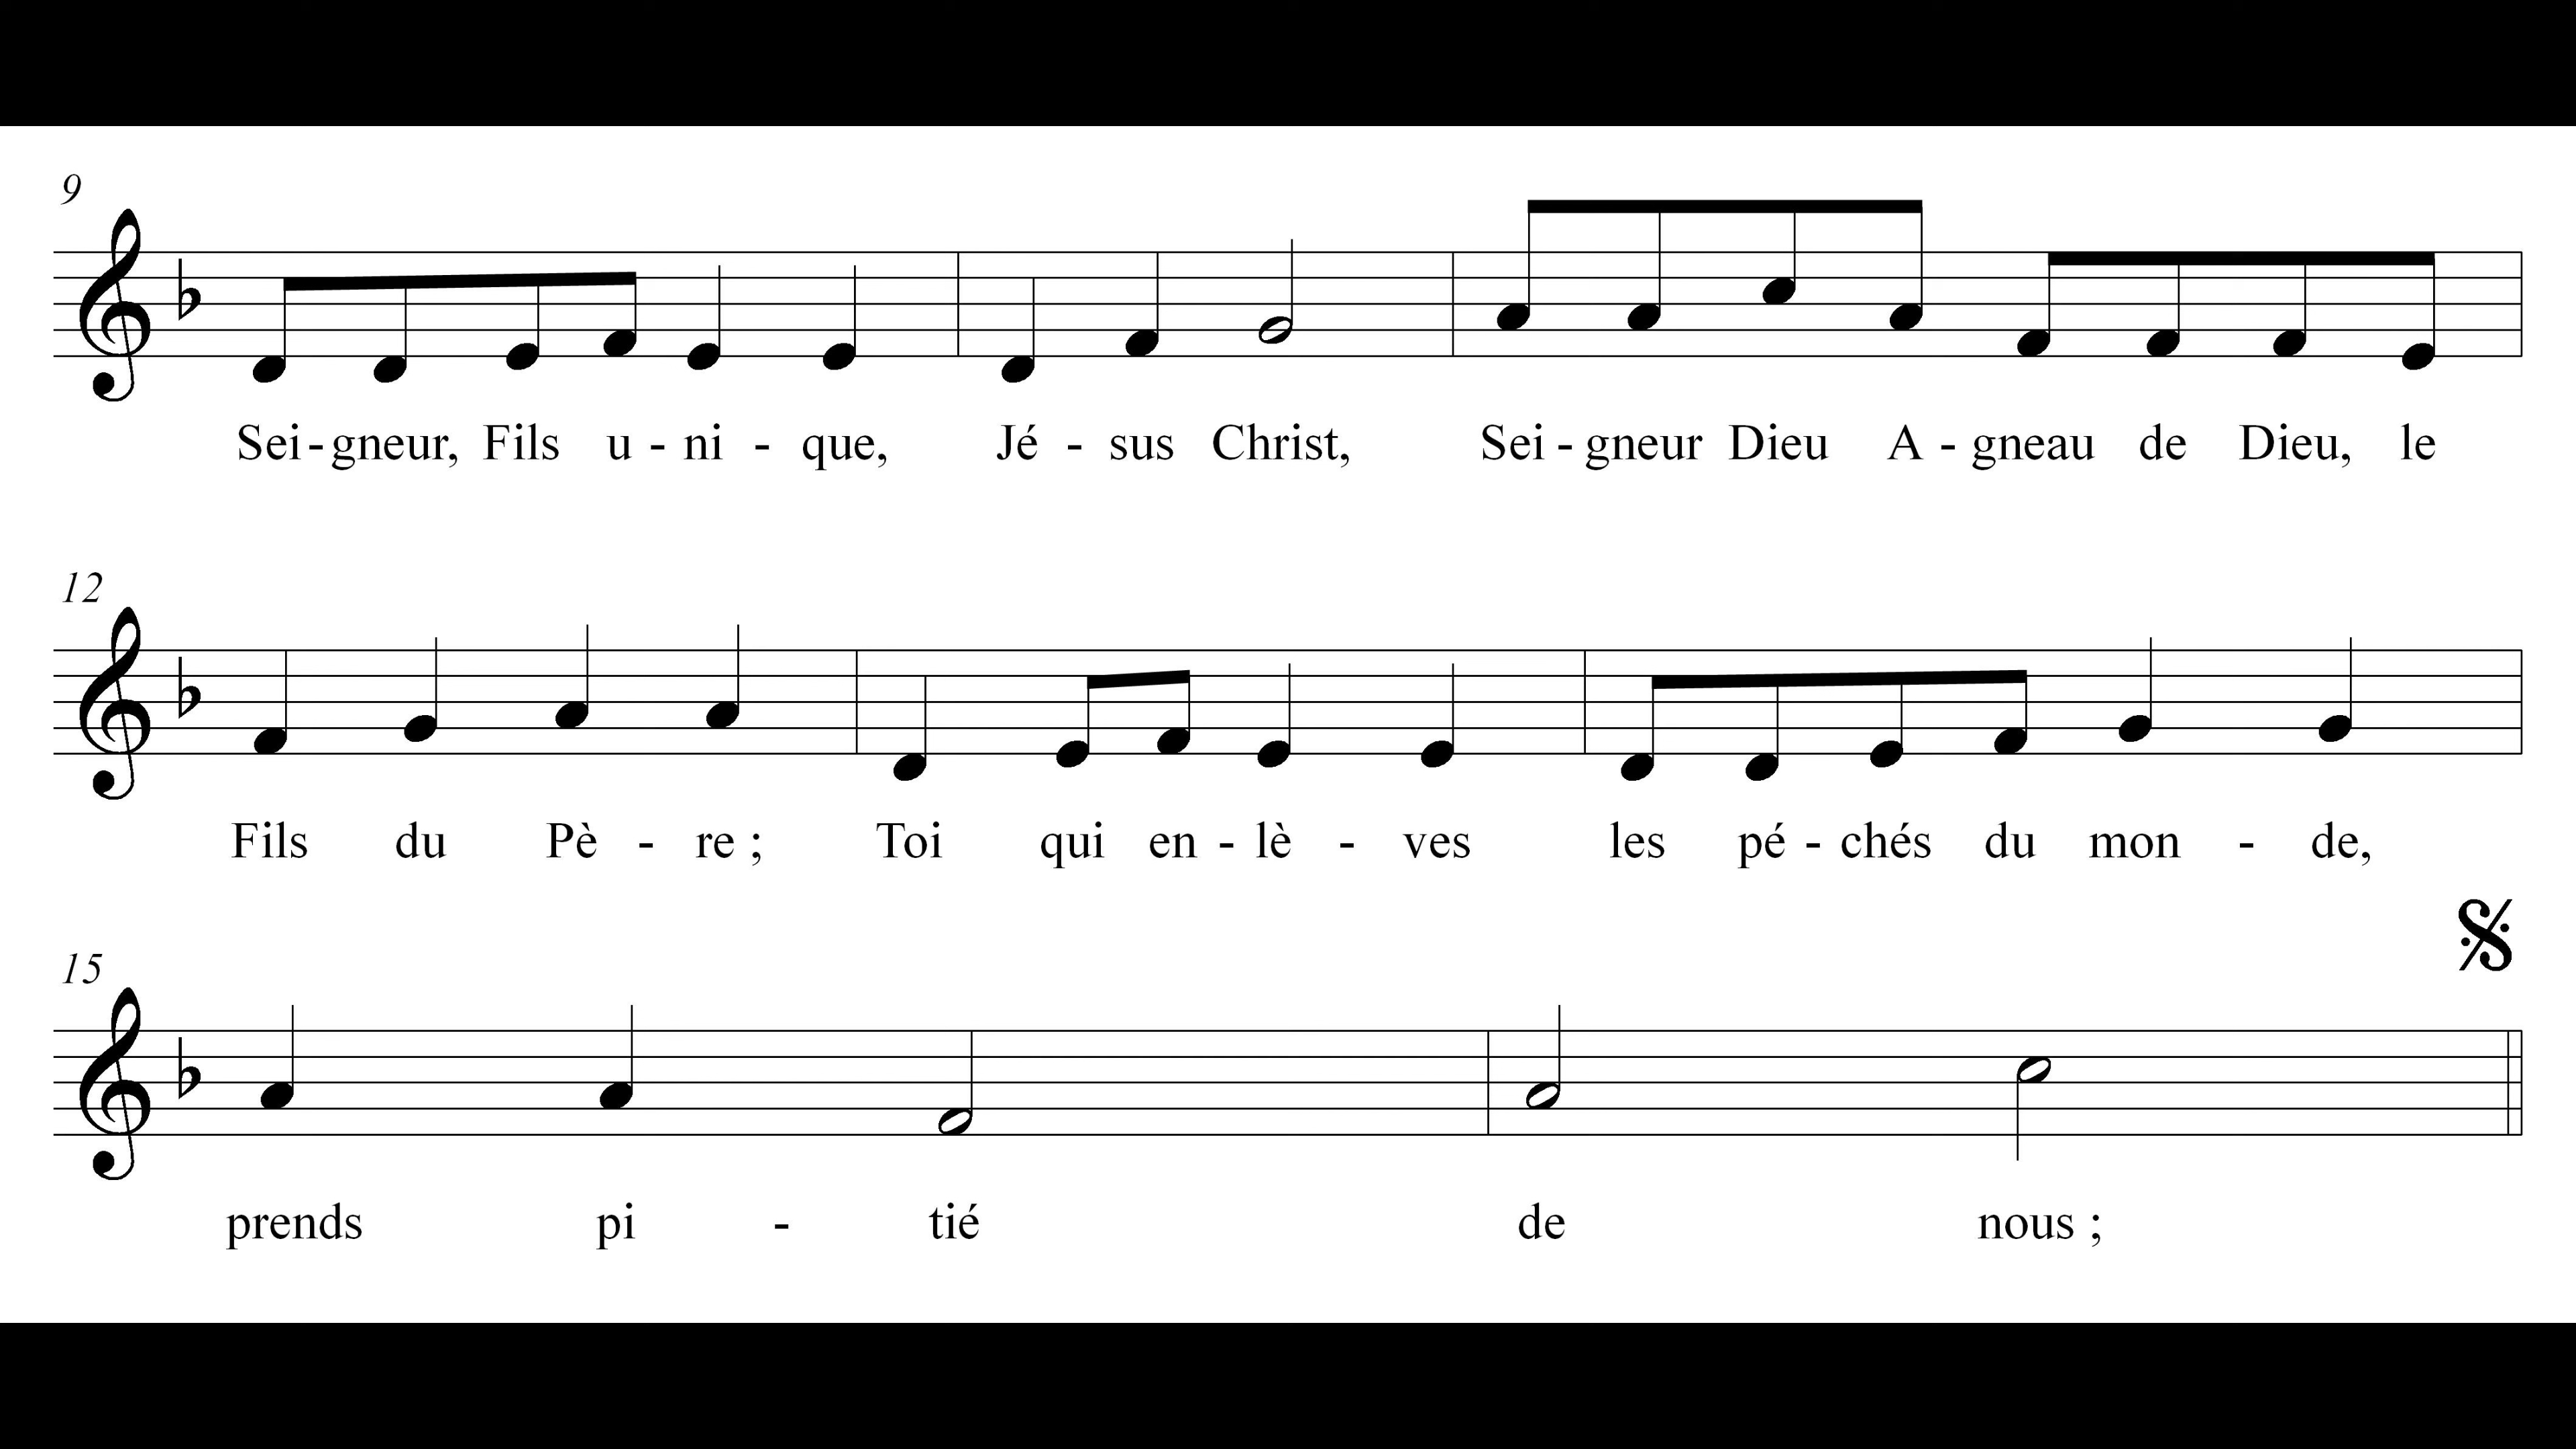 9
Sei - gneur, Fils u - ni - que, Jé - sus Christ, Sei - gneur Dieu A - gneau de Dieu, le
12
Fils du Pè - re ; Toi qui en - lè - ves les pé - chés du mon - de,
15
prends pi - tié de nous ;